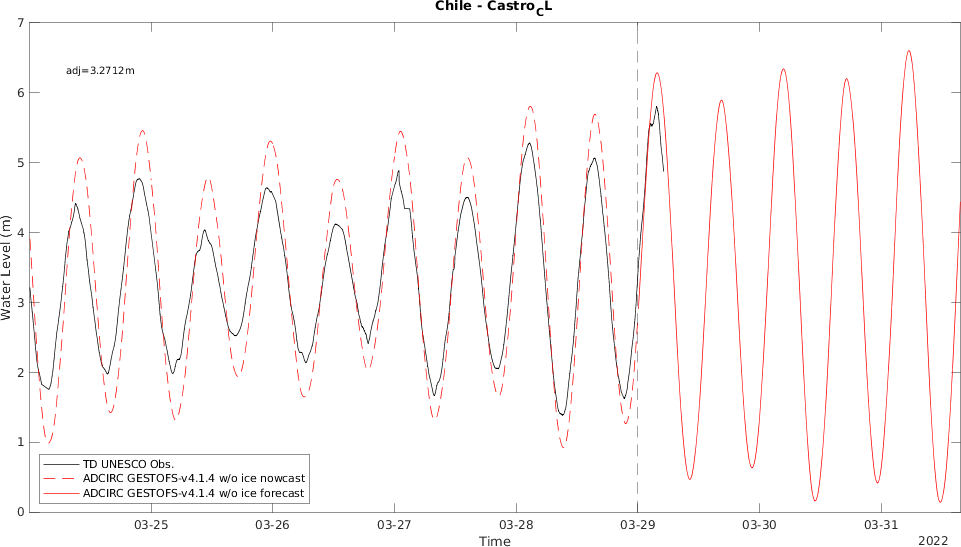 Chile - Castro_CL
7
adj=3.2712m
6
5
4
3
2
1
0
Water Level (m)
TD UNESCO Obs.
ADCIRC GESTOFS-v4.1.4 w/o ice nowcast
ADCIRC GESTOFS-v4.1.4 w/o ice forecast
03-25 03-26 03-27 03-28 03-29 03-30 03-31
Time
2022